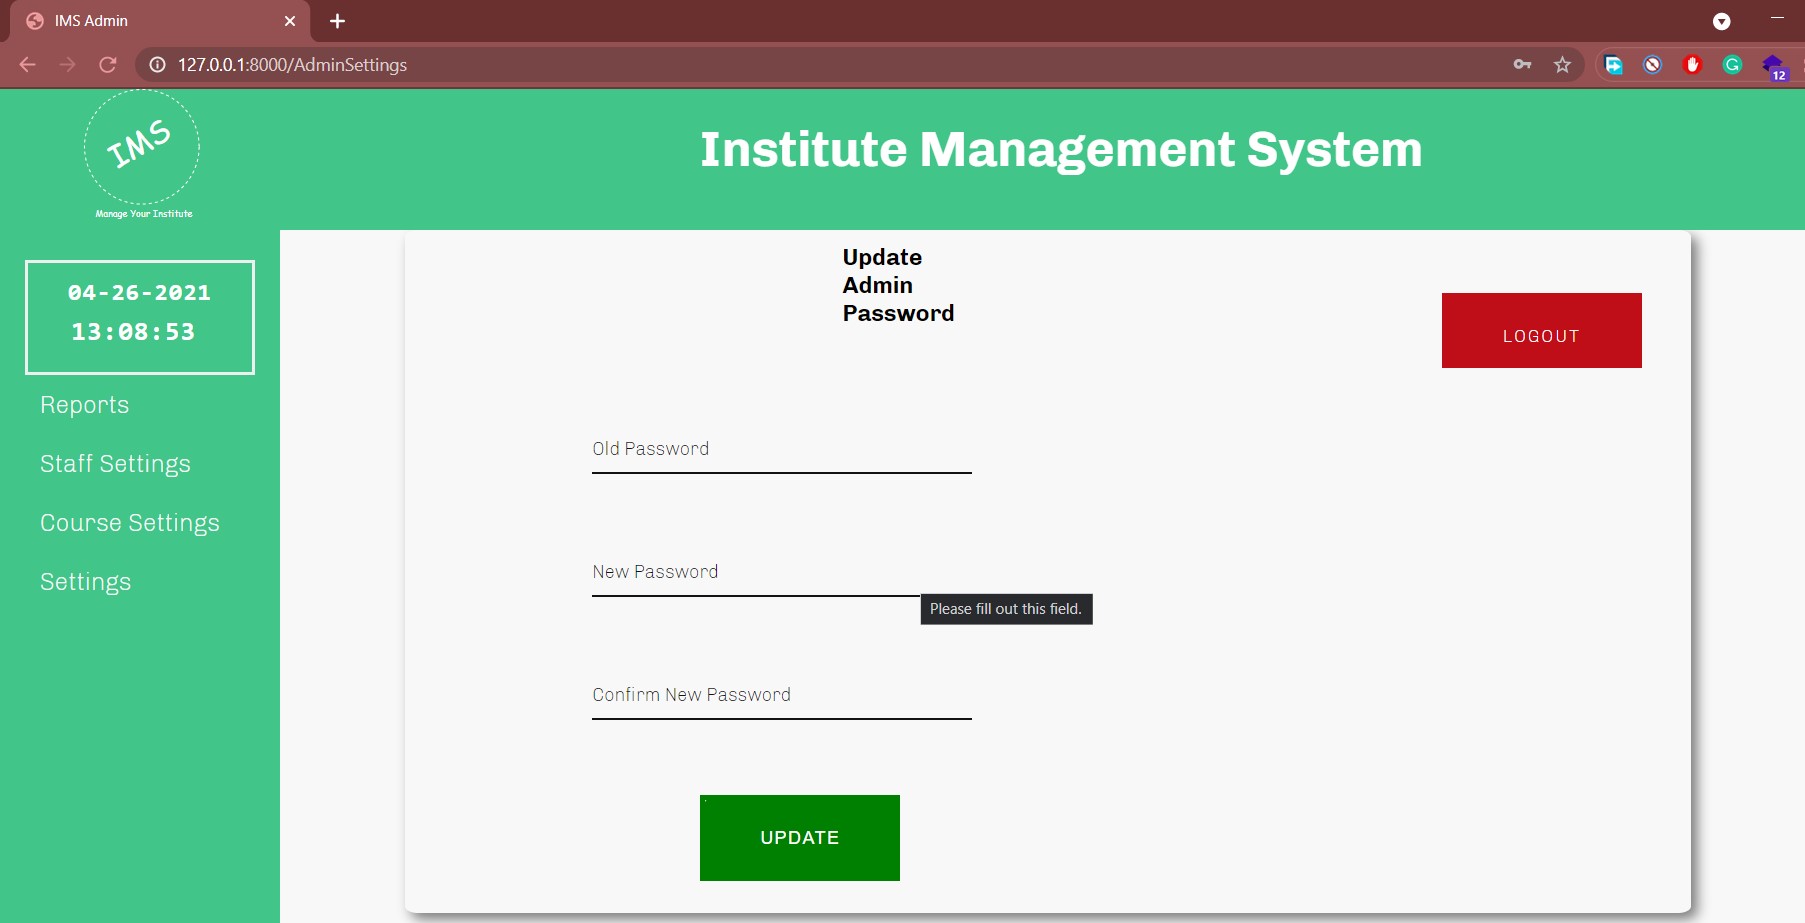 IMS Admin
127.0.0.1:8000/AdminSettings
12
IMS
Manage Your Institute
Institute Management System
04-26-2021
13:08:53
Reports
Staff Settings
Course Settings
Settings
Update
Admin
Password
LOGOUT
Old Password
New Password
Please fill out this field.
Confirm New Password
UPDATE